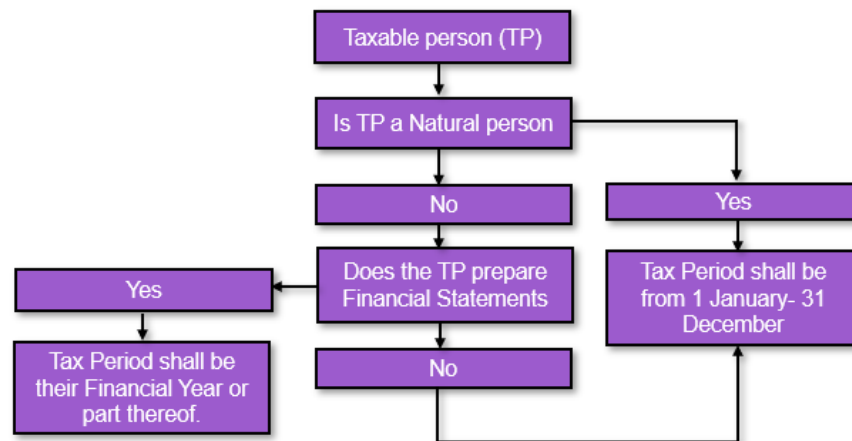 Taxable person (TP)
Is TP a Natural person
No
Yes
Does the TP prepare
Financial Statements
Yes
Tax Period shall be
from 1 January- 31
December
Tax Period shall be
their Financial Year or
part thereof.
No